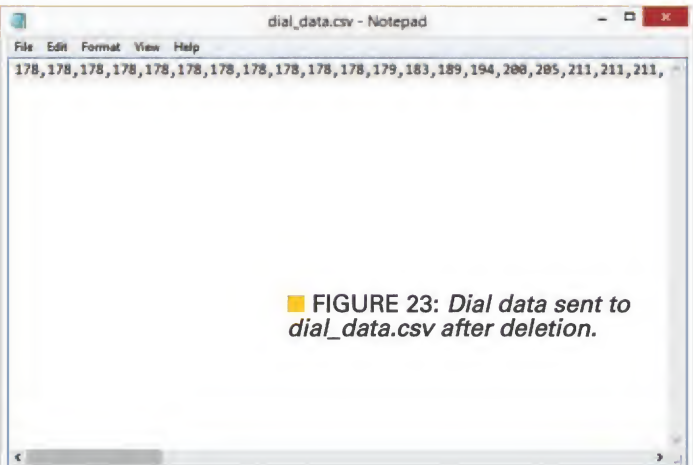 dial_data.csv - Notepad
File Edit Format View Help
178,178,178,178,178,178,178,178,178,178,178,179,183,189,194,200,205,211,211,211,
FIGURE 23: Dial data sent to
dial_data.csv after deletion.